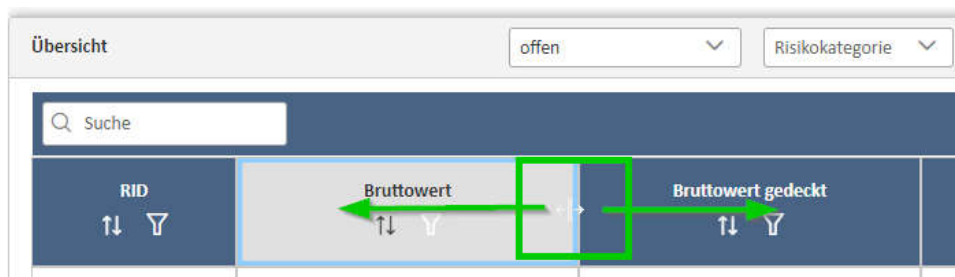 Übersicht
offen
Risikokategorie
Suche
RID
Bruttowert
Bruttowert gedeckt